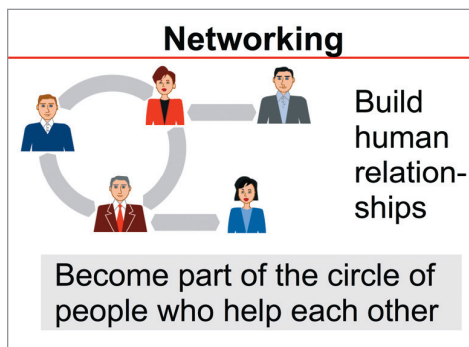 Networking
Build
human
relation-
ships
Become part of the circle of
people who help each other